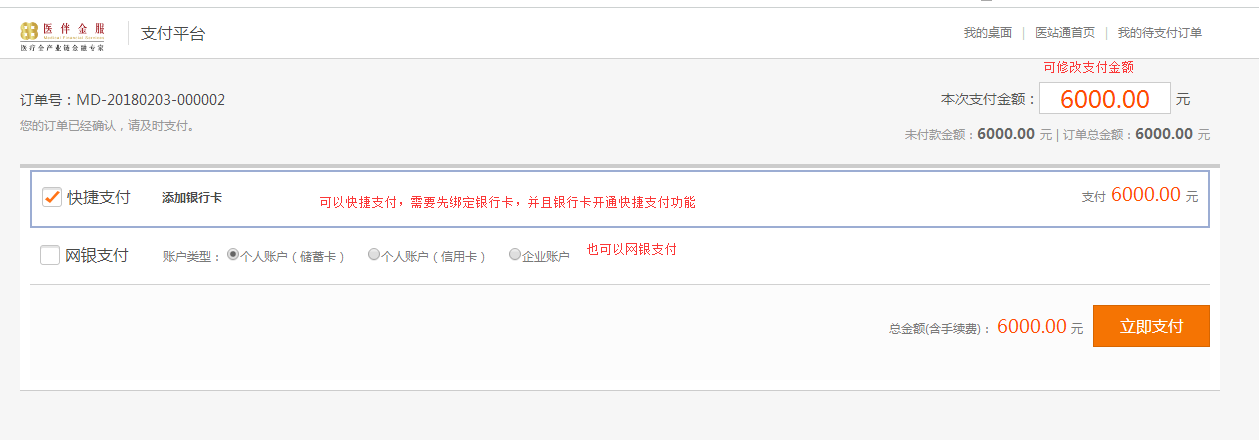 医伴金服
Medical Financial Services
医疗全产业链金融专家
支付平台
我的桌面 | 医站通首页 | 我的待支付订单
可修改支付金额
订单号：MD-20180203-000002
本次支付金额：6000.00 元
您的订单已经确认，请及时支付。
未付款金额：6000.00 元 | 订单总金额：6000.00 元
快捷支付 添加银行卡 可以快捷支付，需要先绑定银行卡，并且银行卡开通快捷支付功能 支付 6000.00 元
网银支付 账户类型： 个人账户（储蓄卡） 个人账户（信用卡） 企业账户 也可以网银支付
总金额(含手续费)： 6000.00 元 立即支付